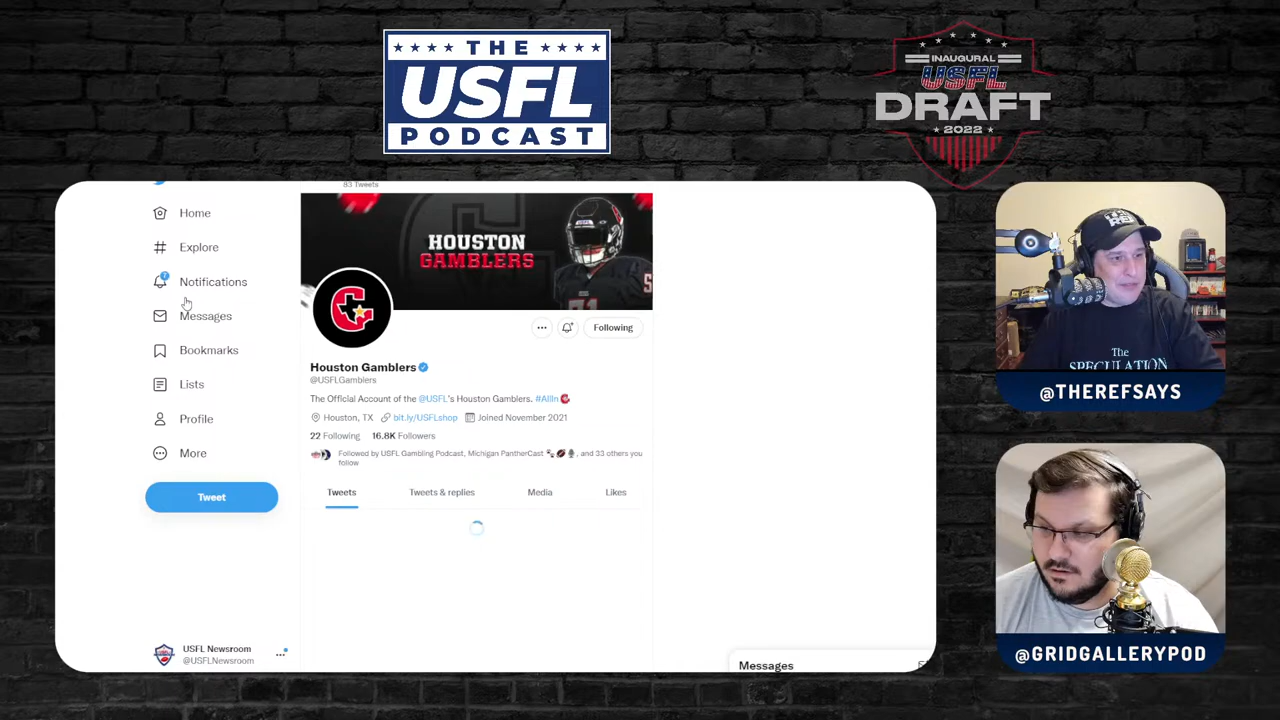 THE
USFL
PODCAST
INAUGURAL
USFL
DRAFT
2022
83 Tweets
Home
Explore
Notifications
Messages
Bookmarks
Lists
Profile
More
Tweet
USFL Newsroom
@USFLNewsroom
HOUSTON
GAMBLERS
Following
Houston Gamblers
@USFLGamblers
The Official Account of the @USFL's Houston Gamblers. #AllIn
Houston, TX bit.ly/USFLshop Joined November 2021
22 Following 16.8K Followers
Followed by USFL Gambling Podcast, Michigan PantherCast, and 33 others you
follow
Tweets Tweets & replies Media Likes
Messages
The
SPECULATION
@THEREFSAYS
@GRIDGALLERYPOD